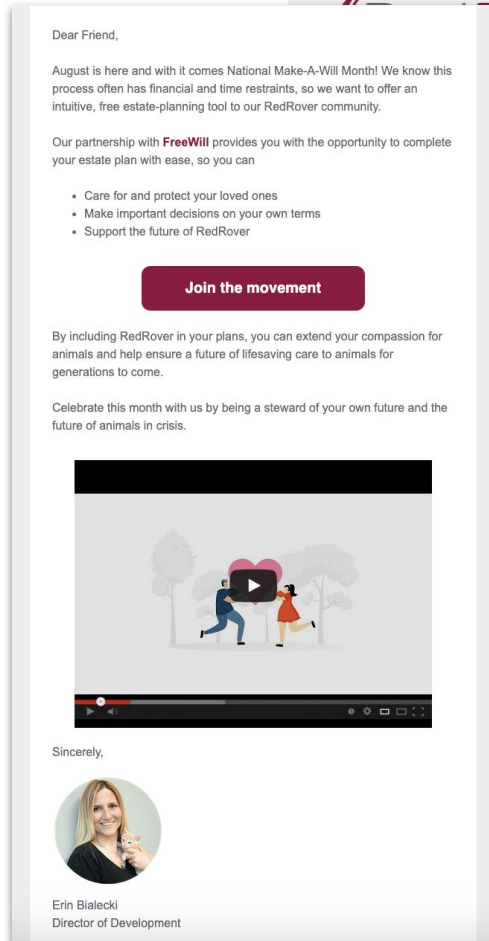 Dear Friend,
August is here and with it comes National Make-A-Will Month! We know this
process often has financial and time restraints, so we want to offer an
intuitive, free estate-planning tool to our RedRover community.
Our partnership with FreeWill provides you with the opportunity to complete
your estate plan with ease, so you can
• Care for and protect your loved ones
• Make important decisions on your own terms
• Support the future of RedRover
Join the movement
By including RedRover in your plans, you can extend your compassion for
animals and help ensure a future of lifesaving care to animals for
generations to come.
Celebrate this month with us by being a steward of your own future and the
future of animals in crisis.
Sincerely,
Erin Bialecki
Director of Development